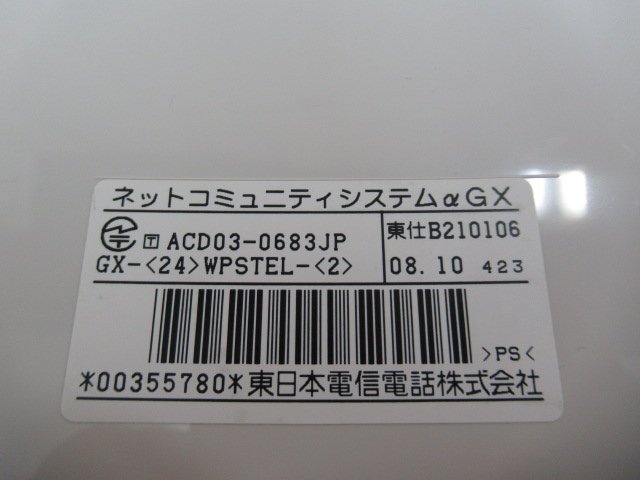 ネットコミュニティシステムαGX
T ACD03-0683JP
GX-<24>WPSTEL-<2>
東仕B210106
08.10 423
>PS<
*00355780*東日本電信電話株式会社